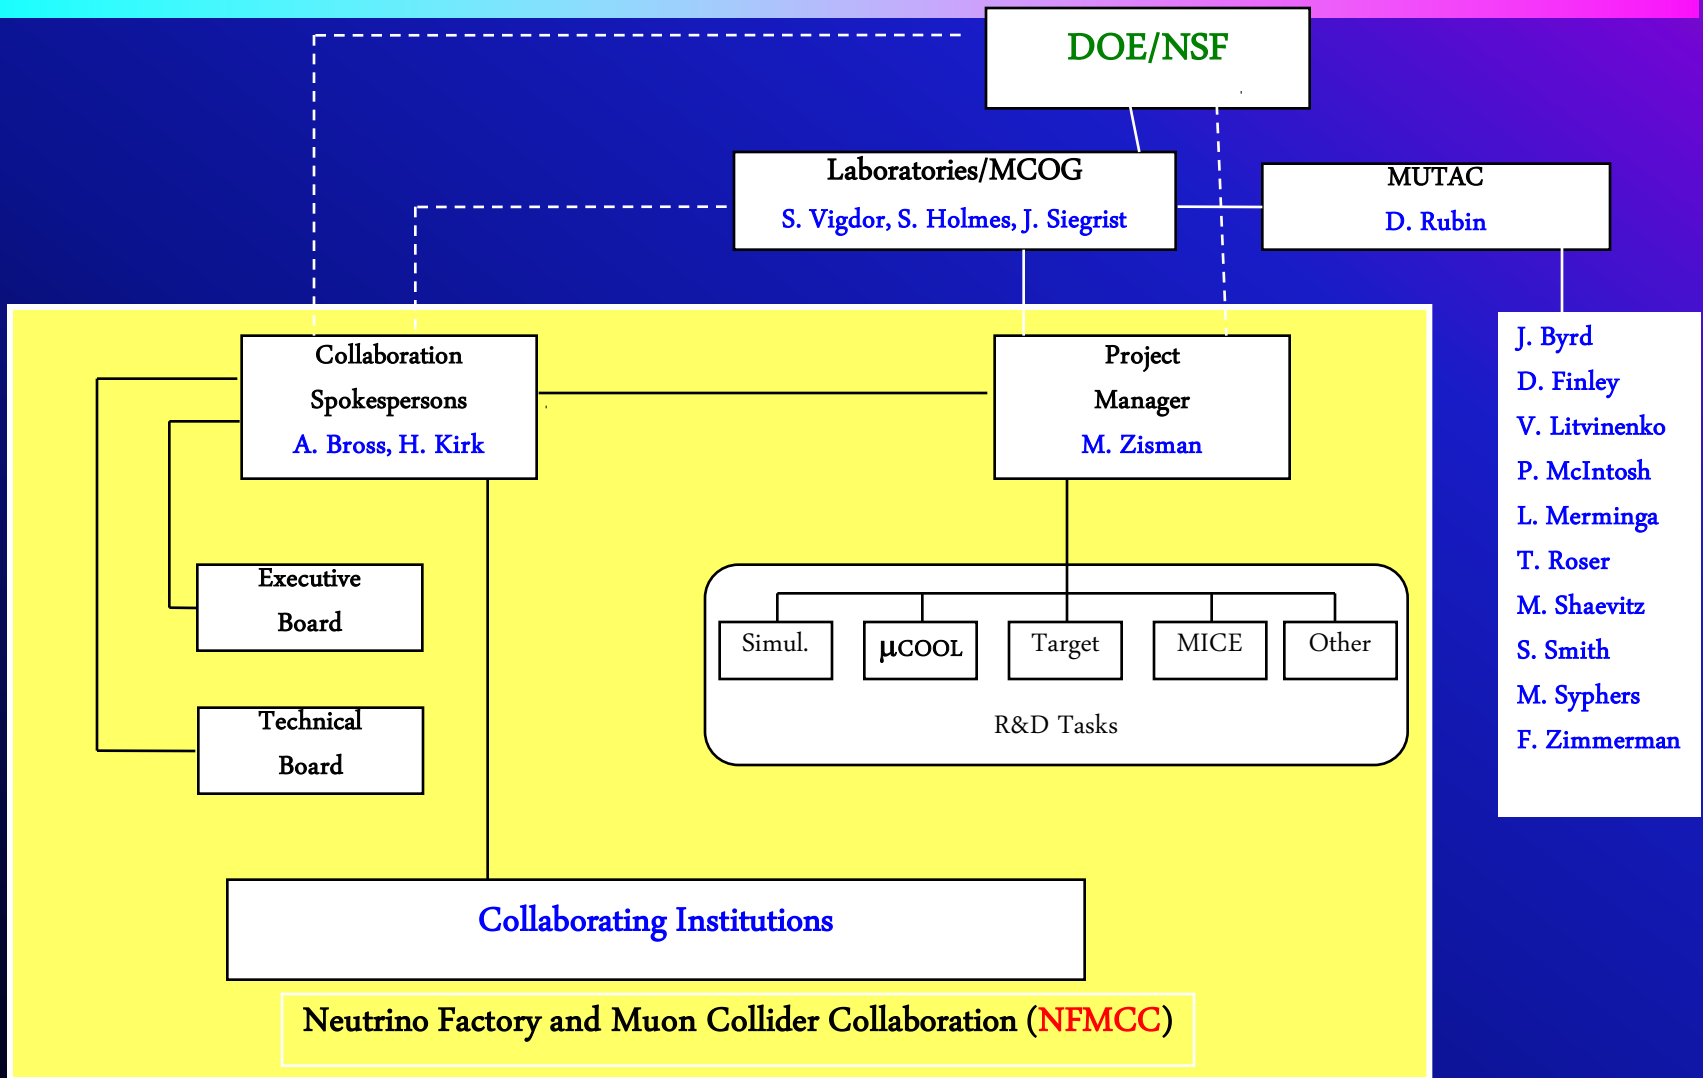 DOE/NSF
Laboratories/MCOG
S. Vigdor, S. Holmes, J. Siegrist
MUTAC
D. Rubin
Collaboration
Spokespersons
A. Bross, H. Kirk
Project
Manager
M. Zisman
J. Byrd
D. Finley
V. Litvinenko
P. McIntosh
L. Merminga
T. Roser
M. Shaevitz
S. Smith
M. Syphers
F. Zimmerman
Executive
Board
Technical
Board
Simul.
μCOOL
Target
MICE
Other
R&D Tasks
Collaborating Institutions
Neutrino Factory and Muon Collider Collaboration (NFMCC)